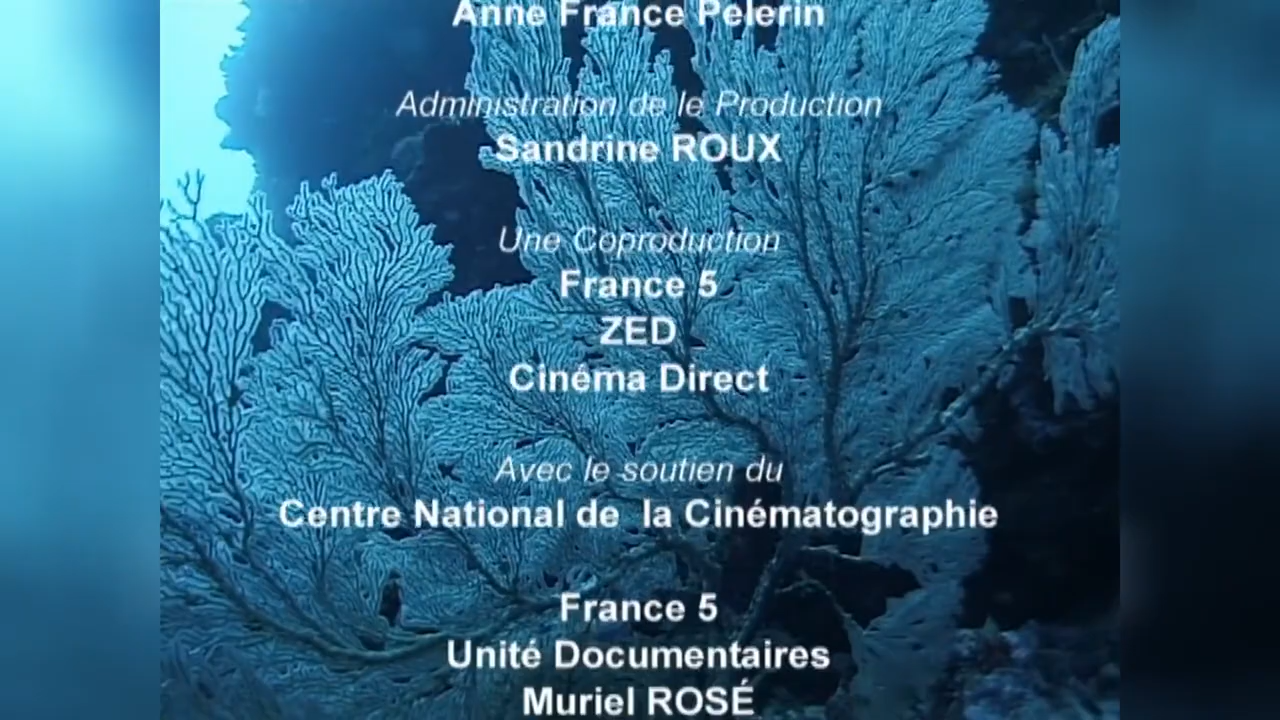 Anne France Pelerin
Administration de le Production
Sandrine ROUX
Une Coproduction
France 5
ZED
Cinéma Direct
Avec le soutien du
Centre National de la Cinématographie
France 5
Unité Documentaires
Muriel ROSÉ